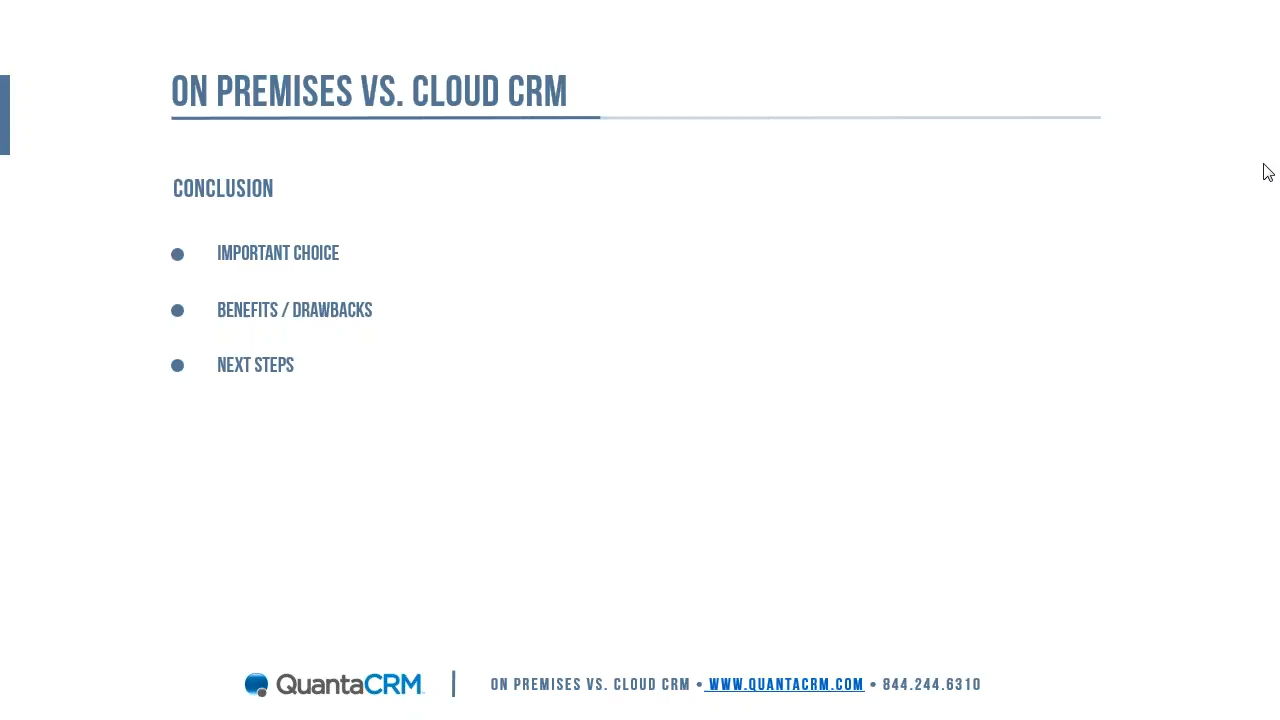 ON PREMISES VS. CLOUD CRM
CONCLUSION
IMPORTANT CHOICE
BENEFITS / DRAWBACKS
NEXT STEPS
QuantaCRM | ON PREMISES VS. CLOUD CRM • WWW.QUANTACRM.COM • 844.244.6310